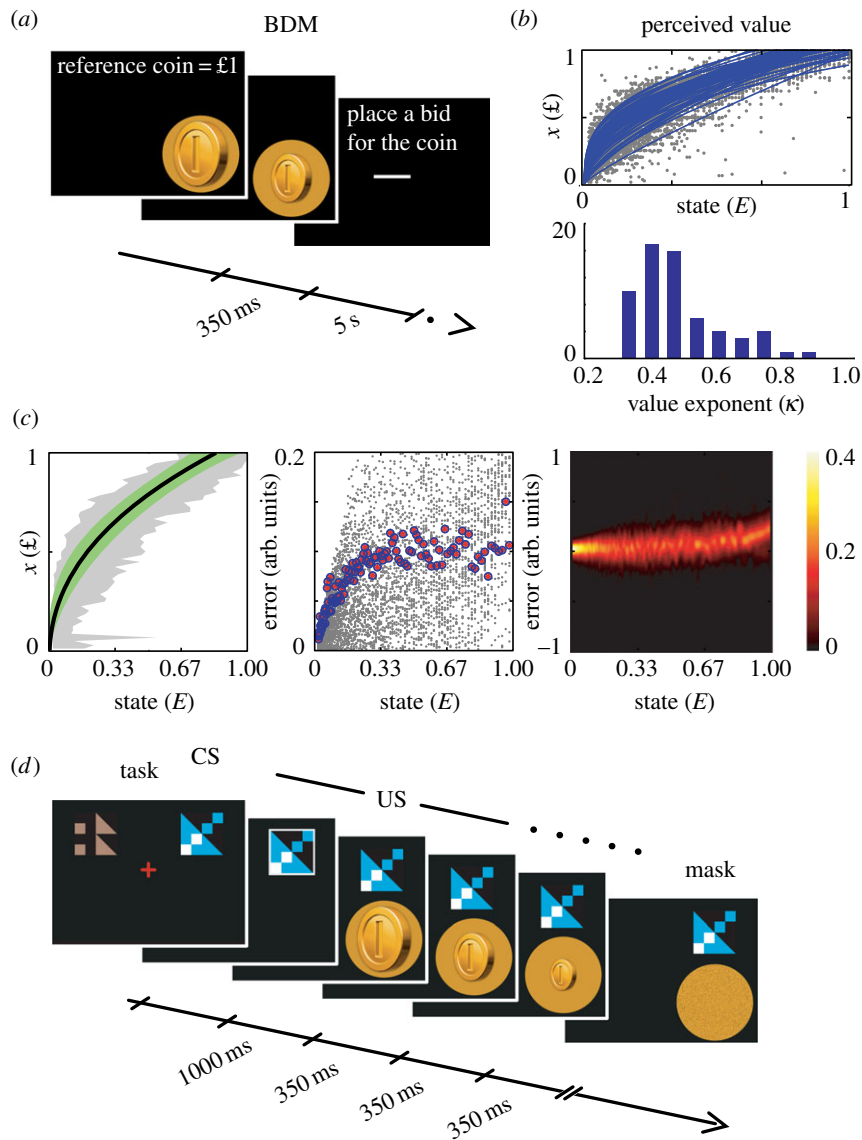 (a)
BDM
reference coin = £1
place a bid
for the coin
350 ms
5 s
(b)
perceived value
1
x (£)
0
0
1
state (E)
20
0
0.2
0.4
0.6
0.8
1.0
value exponent (κ)
(c)
1
x (£)
0
0
0.33
0.67
1.00
state (E)
0.2
error (arb. units)
0
0
0.33
0.67
1.00
state (E)
1
error (arb. units)
−1
0
0.33
0.67
1.00
state (E)
0.4
0.2
0
(d)
task
CS
US
mask
1000 ms
350 ms
350 ms
350 ms